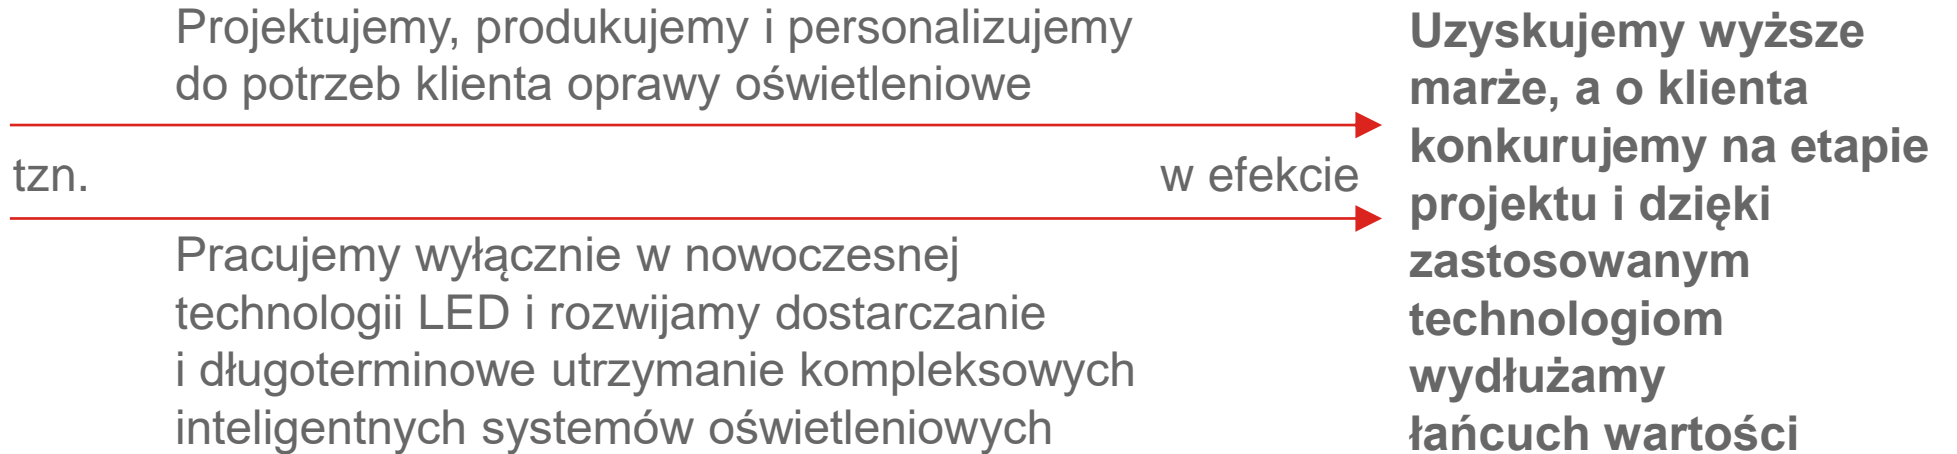 Projektujemy, produkujemy i personalizujemy
do potrzeb klienta oprawy oświetleniowe
tzn.
w efekcie
Pracujemy wyłącznie w nowoczesnej
technologii LED i rozwijamy dostarczanie
i długoterminowe utrzymanie kompleksowych
inteligentnych systemów oświetleniowych
Uzyskujemy wyższe
marże, a o klienta
konkurujemy na etapie
projektu i dzięki
zastosowanym
technologiom
wydłużamy
łańcuch wartości